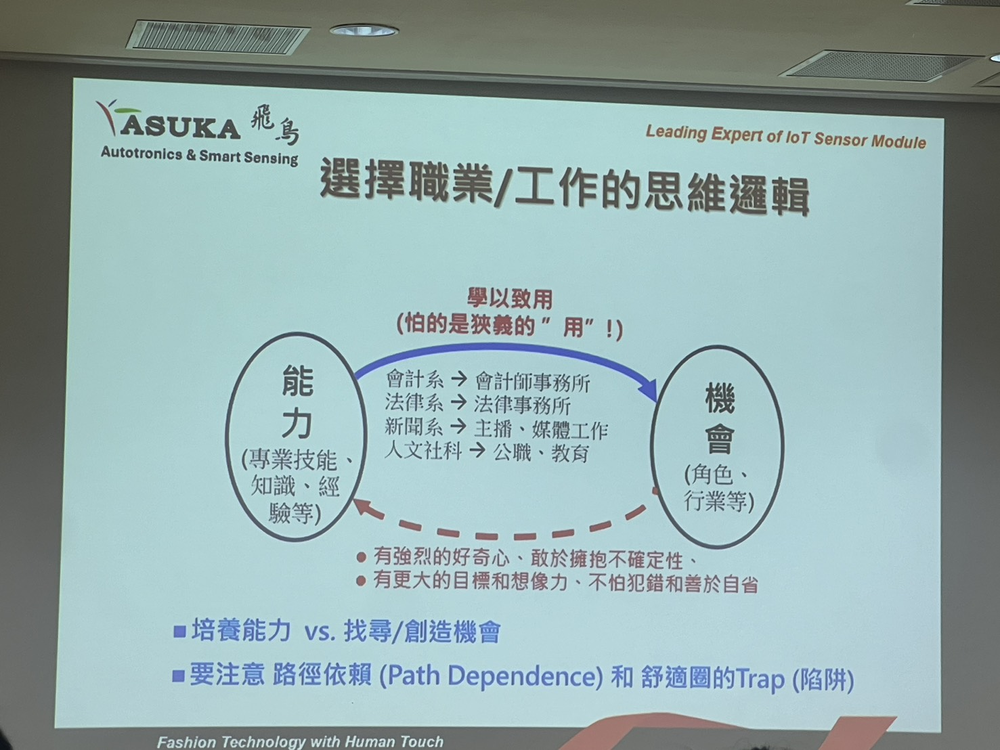 ASUKA 飛鳥
Autotronics & Smart Sensing
Leading Expert of IoT Sensor Module
選擇職業/工作的思維邏輯
學以致用
(怕的是狹義的 ” 用” !)
能
力
(專業技能、
知識、經
驗等)
會計系 → 會計師事務所
法律系 → 法律事務所
新聞系 → 主播、媒體工作
人文社科 → 公職、教育
機
會
(角色、
行業等)
● 有強烈的好奇心、敢於擁抱不確定性、
● 有更大的目標和想像力、不怕犯錯和善於自省
■ 培養能力 vs. 找尋/創造機會
■ 要注意 路徑依賴 (Path Dependence) 和 舒適圈的Trap (陷阱)
Fashion Technology with Human Touch